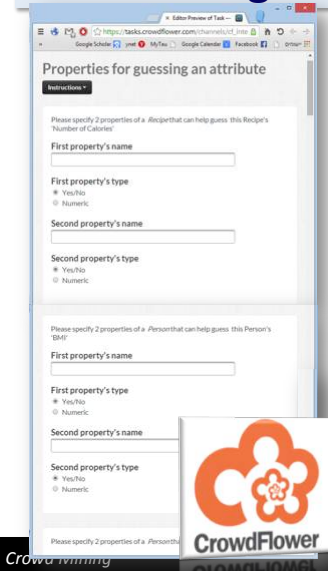 Editor Preview of Task —
https://tasks.crowdflower.com/channels/cf_inte
Google Scholar ynet MyTau Google Calendar Facebook שומרים
Properties for guessing an attribute
Instructions
Please specify 2 properties of a Recipe that can help guess this Recipe's
'Number of Calories'
First property's name
First property's type
Yes/No
Numeric
Second property's name
Second property's type
Yes/No
Numeric
Please specify 2 properties of a Person that can help guess this Person's
'BMI'
First property's name
First property's type
Yes/No
Numeric
Second property's name
Second property's type
Yes/No
Numeric
Please specify 2 properties of a Person
CrowdFlower
Crowd Mining